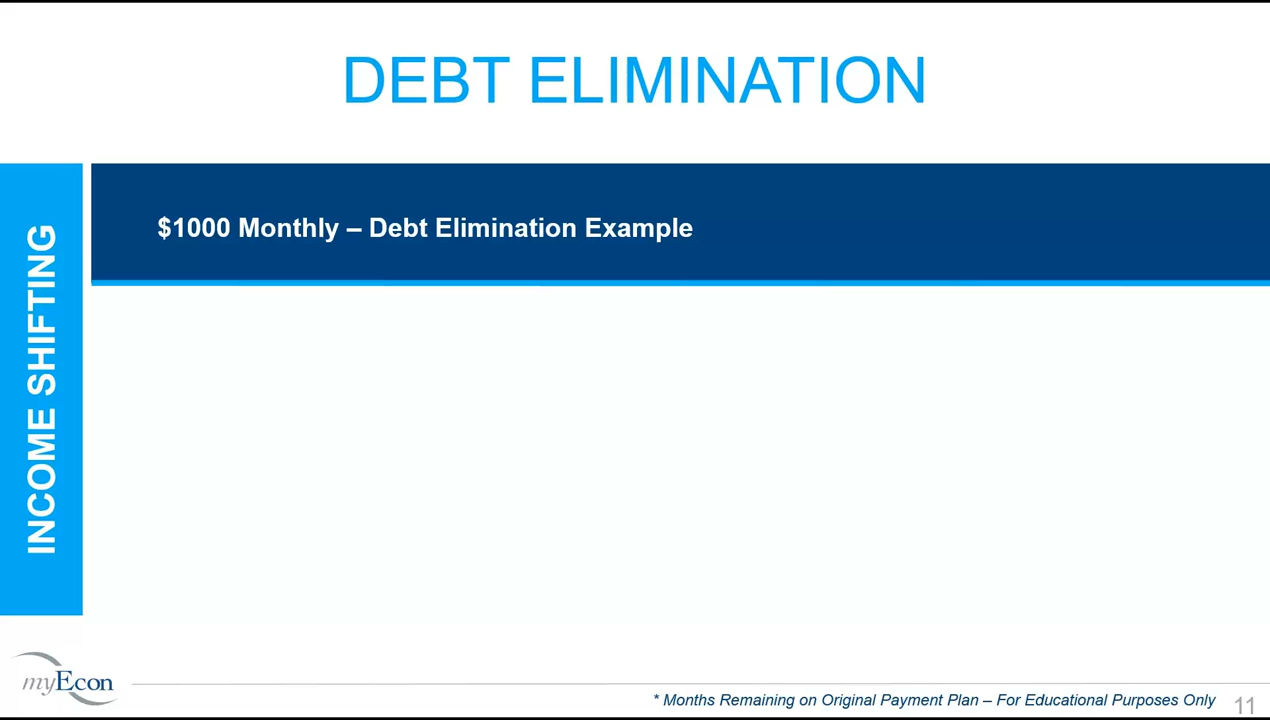 DEBT ELIMINATION
$1000 Monthly – Debt Elimination Example
INCOME SHIFTING
myEcon
* Months Remaining on Original Payment Plan – For Educational Purposes Only
11